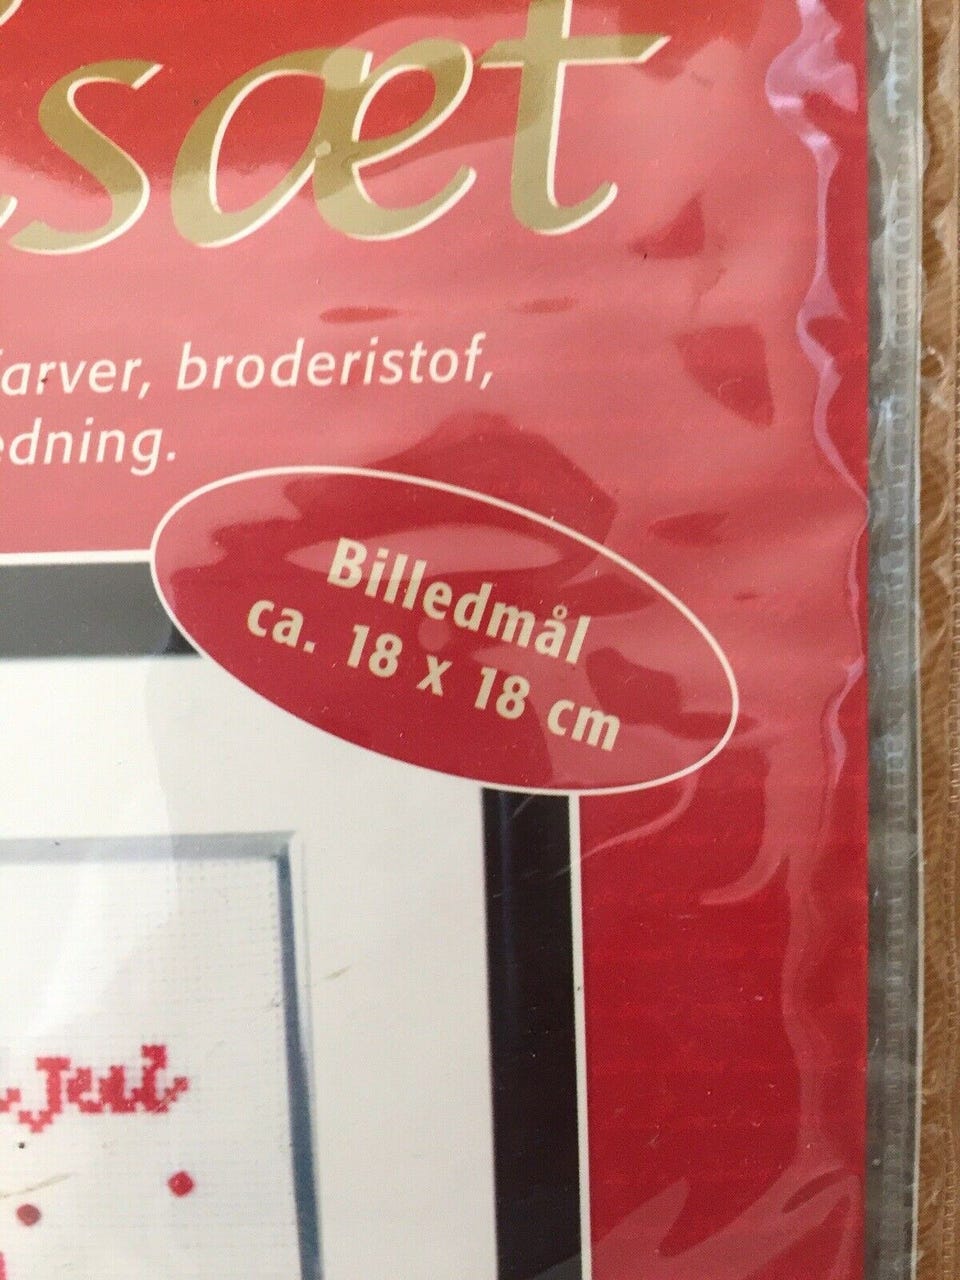 sæt
farver, broderistof,
edning.
Billedmål
ca. 18 x 18 cm
Jul